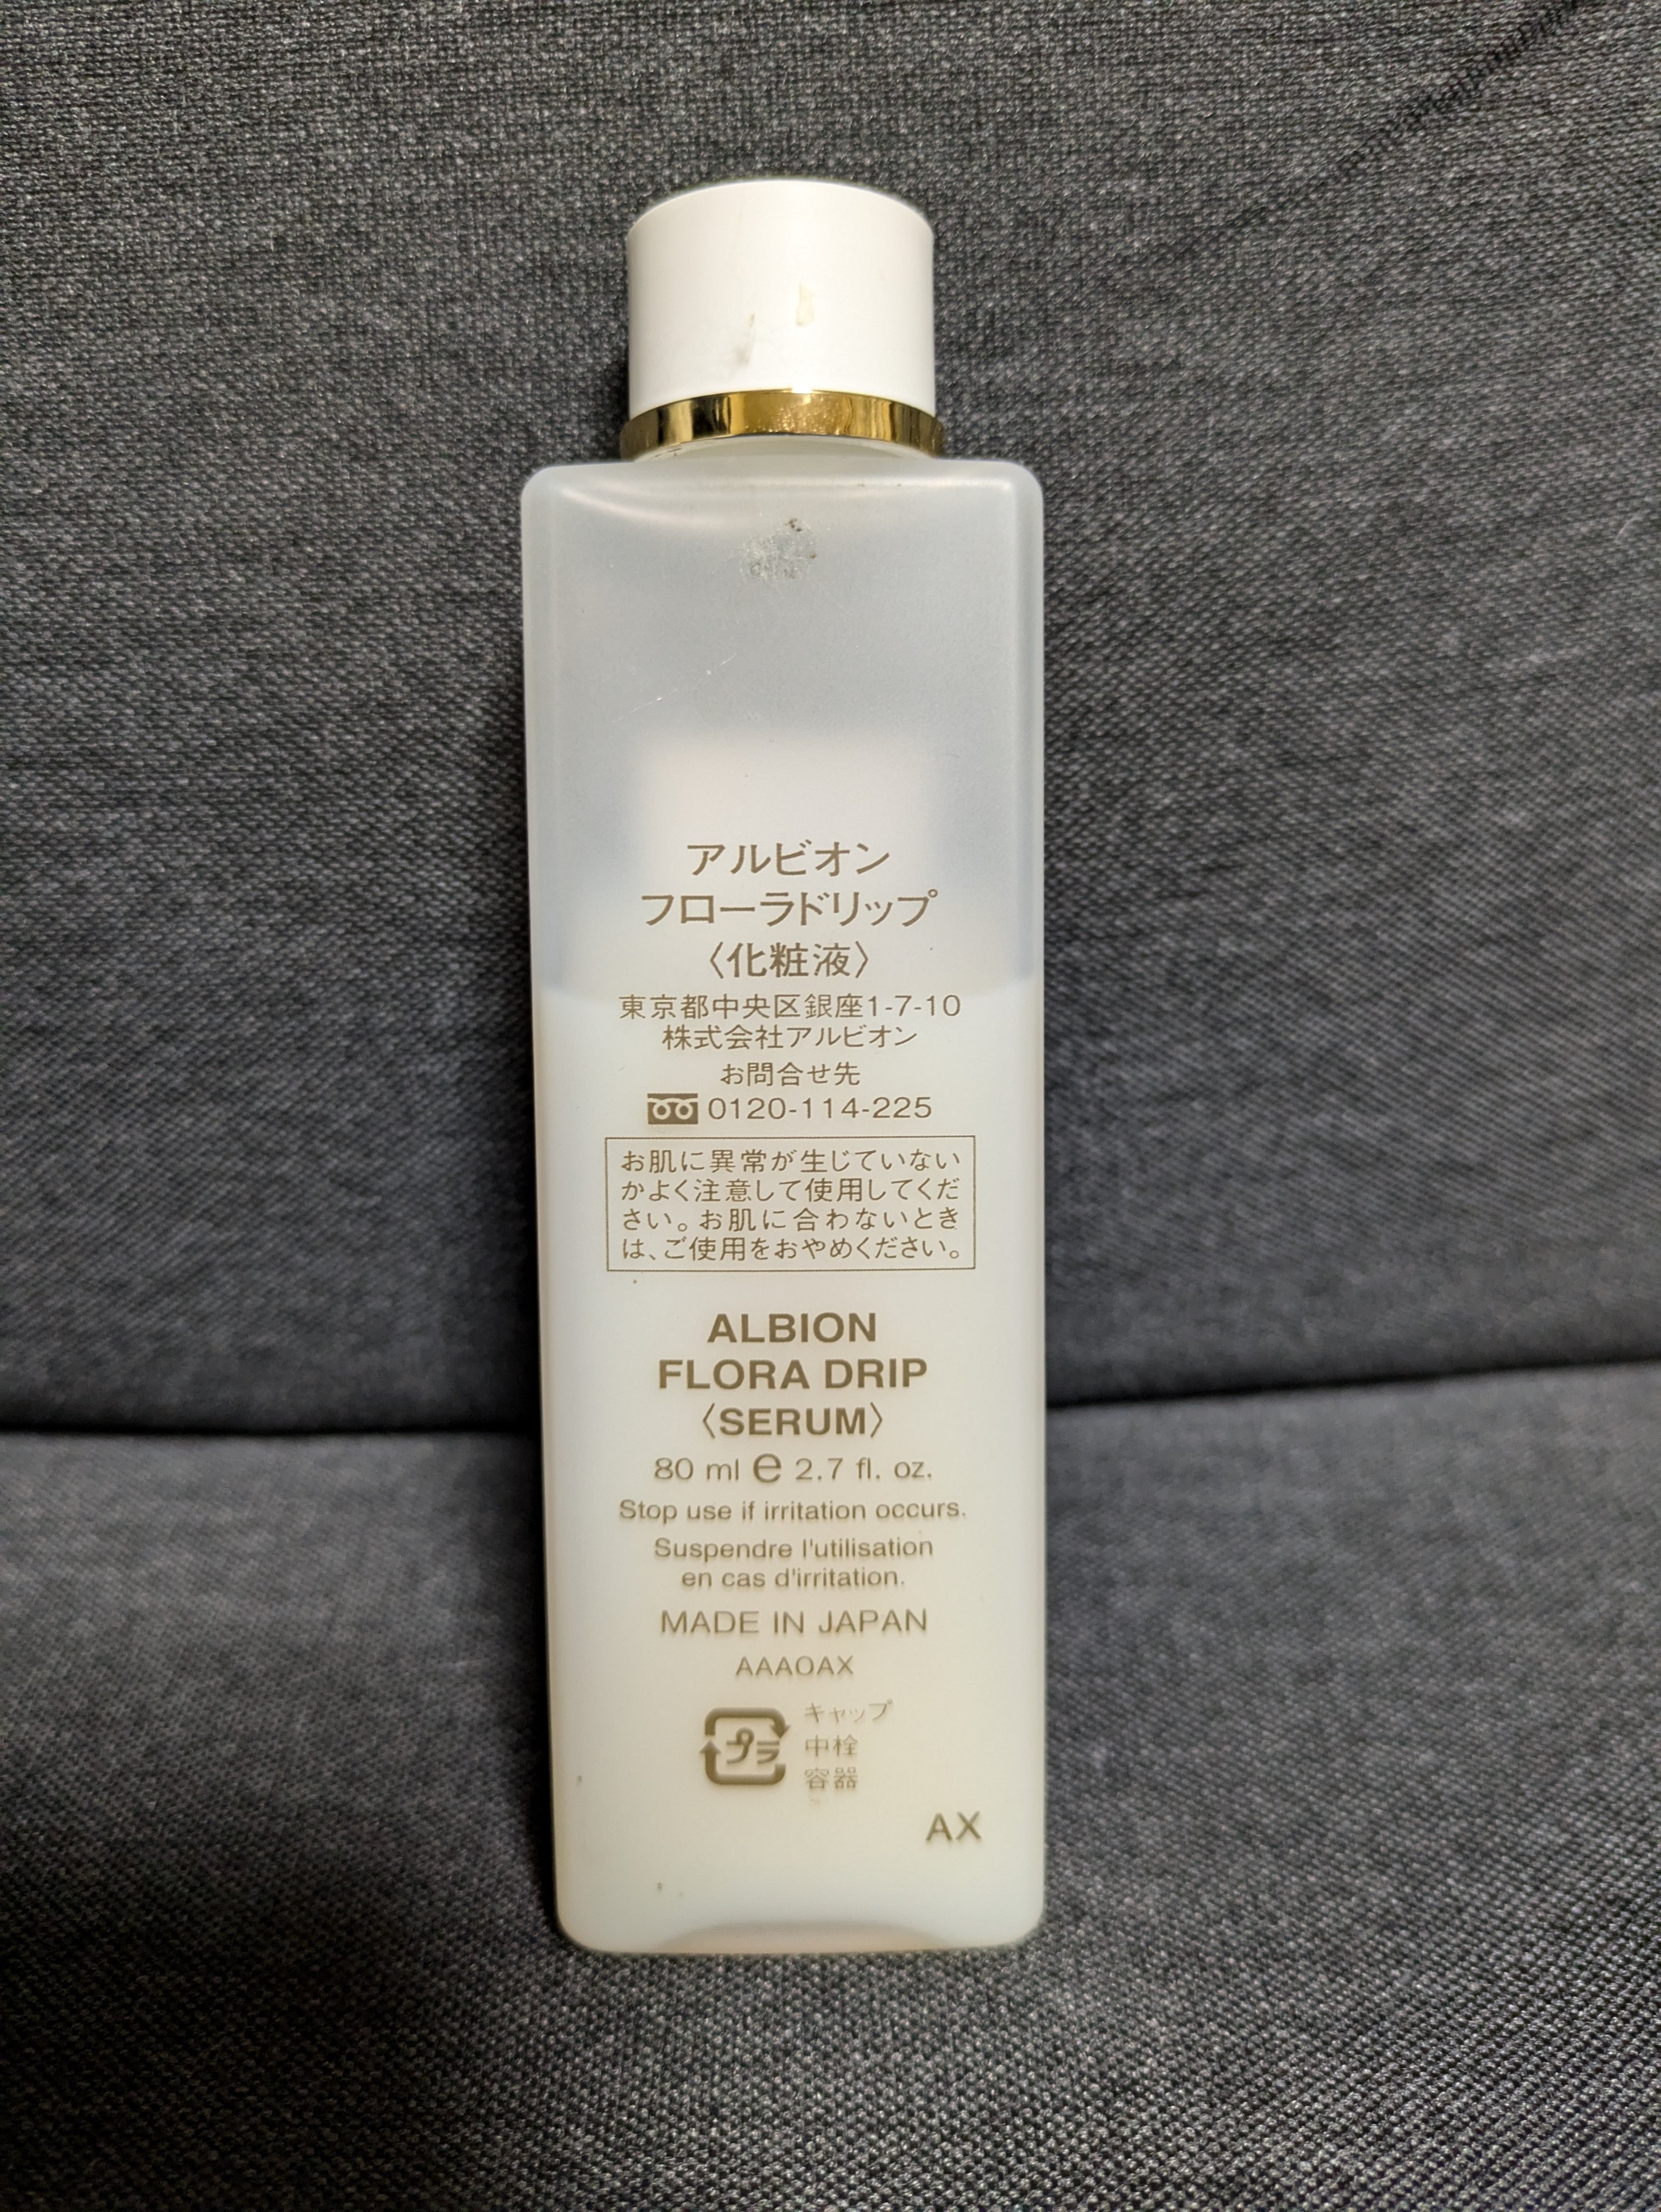 アルビオン
フローラドリップ
〈化粧液〉
東京都中央区銀座1-7-10
株式会社アルビオン
お問合せ先
0120-114-225
お肌に異常が生じていない
かよく注意して使用してくだ
さい。お肌に合わないとき
は、ご使用をおやめください。
ALBION
FLORA DRIP
〈SERUM〉
80 ml e 2.7 fl. oz.
Stop use if irritation occurs.
Suspendre l'utilisation
en cas d'irritation.
MADE IN JAPAN
AAAOAX
プラ
キャップ
中栓
容器
AX